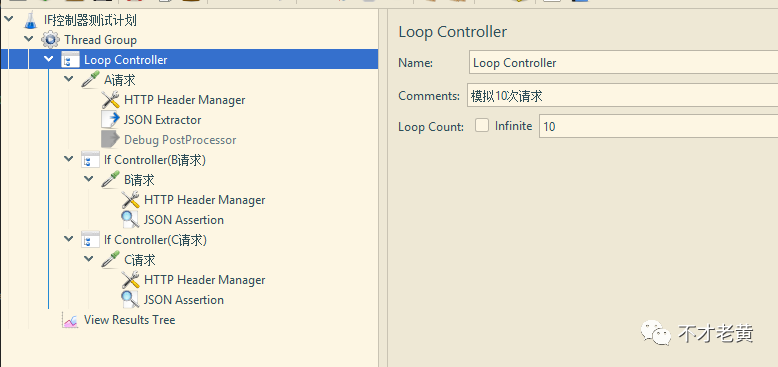 IF控制器测试计划
Thread Group
Loop Controller
A请求
HTTP Header Manager
JSON Extractor
Debug PostProcessor
If Controller(B请求)
B请求
HTTP Header Manager
JSON Assertion
If Controller(C请求)
C请求
HTTP Header Manager
JSON Assertion
View Results Tree
Loop Controller
Name: Loop Controller
Comments: 模拟10次请求
Loop Count: Infinite 10
不才老黄